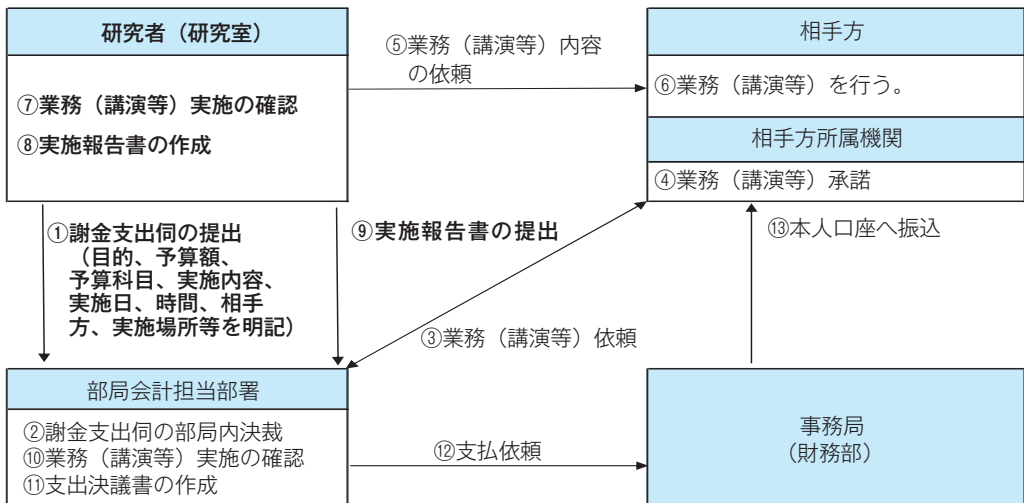 研究者（研究室）
⑦業務（講演等）実施の確認
⑧実施報告書の作成
⑤業務（講演等）内容
の依頼
相手方
⑥業務（講演等）を行う。
相手方所属機関
④業務（講演等）承諾
①謝金支出伺の提出
（目的、予算額、
予算科目、実施内容、
実施日、時間、相手
方、実施場所等を明記）
⑨実施報告書の提出
⑬本人口座へ振込
③業務（講演等）依頼
部局会計担当部署
②謝金支出伺の部局内決裁
⑩業務（講演等）実施の確認
⑪支出決議書の作成
⑫支払依頼
事務局
（財務部）